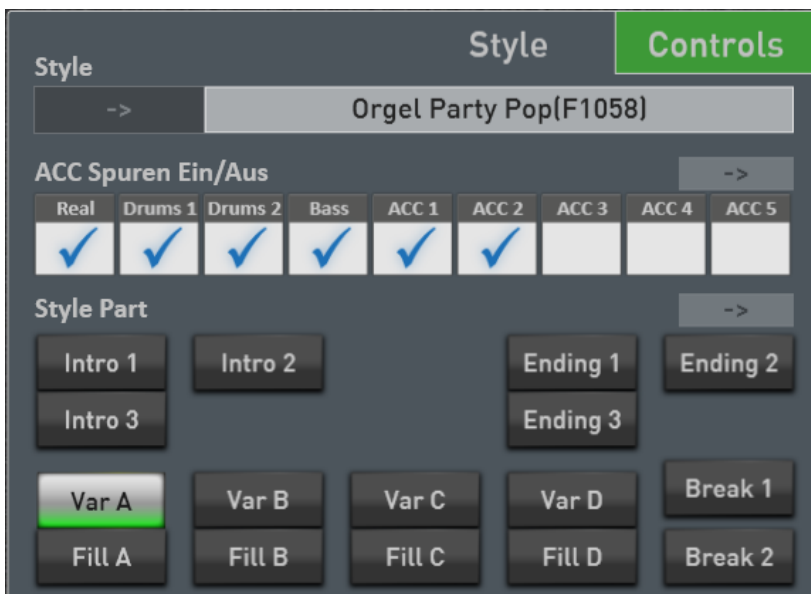 Style Controls
Style
-> Orgel Party Pop(F1058)
ACC Spuren Ein/Aus ->
Real Drums 1 Drums 2 Bass ACC 1 ACC 2 ACC 3 ACC 4 ACC 5
Style Part ->
Intro 1 Intro 2 Ending 1 Ending 2
Intro 3 Ending 3
Var A Var B Var C Var D Break 1
Fill A Fill B Fill C Fill D Break 2